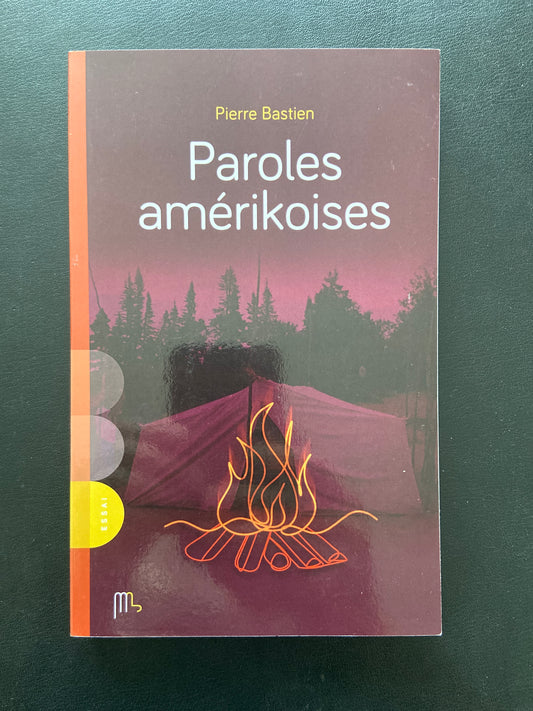 Pierre Bastien
Paroles
amérikoises
ESSAI